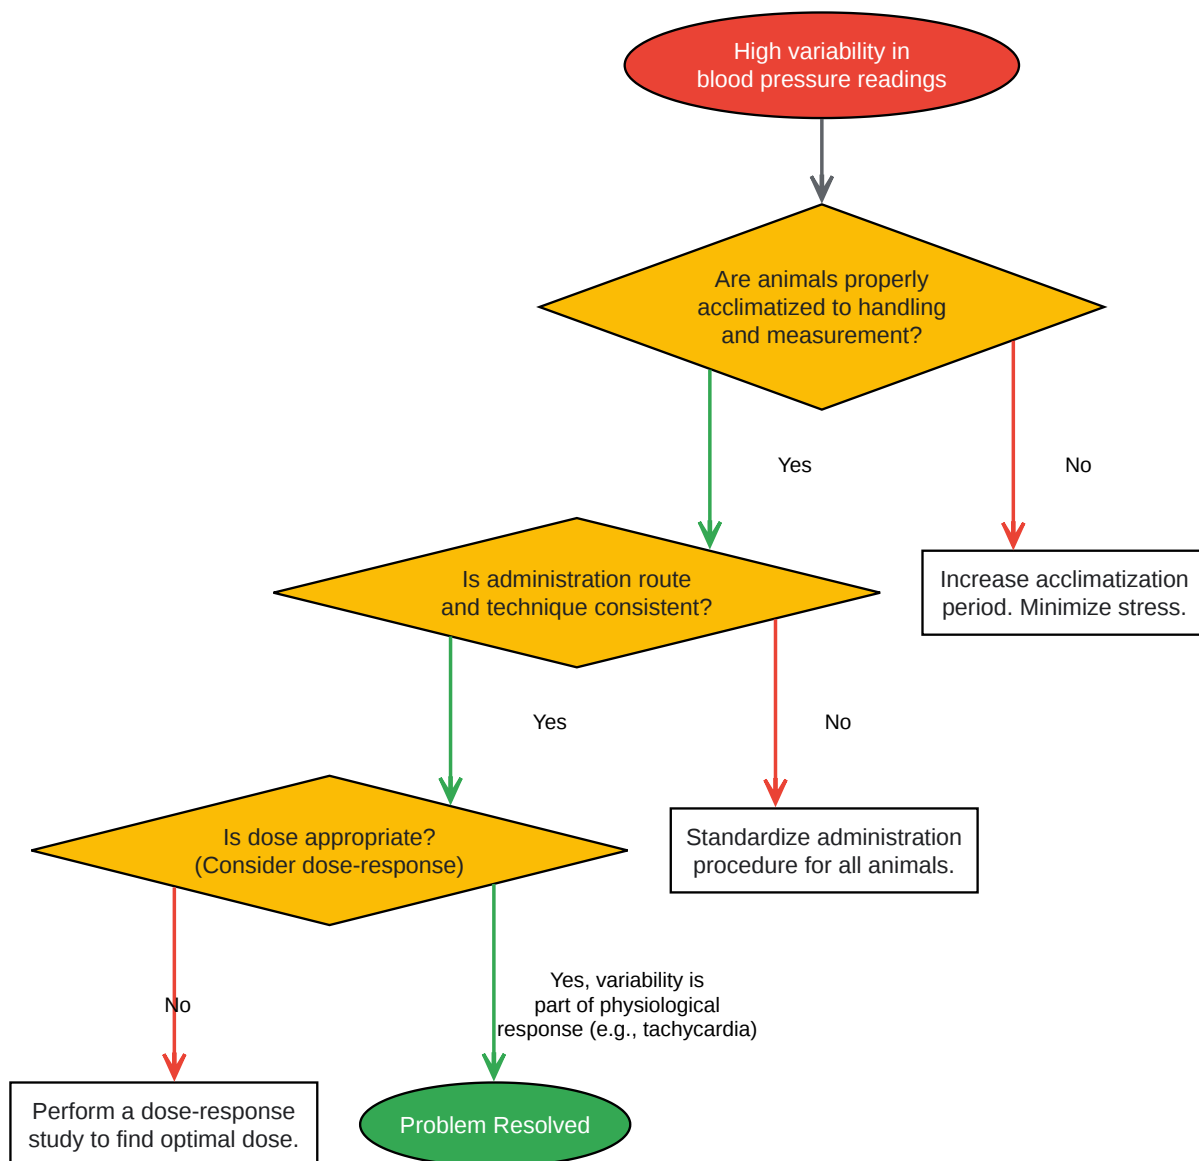 High variability in
blood pressure readings
Are animals properly
acclimatized to handling
and measurement?
Yes
No
Is administration route
and technique consistent?
Increase acclimatization
period. Minimize stress.
Yes
No
Is dose appropriate?
(Consider dose-response)
Standardize administration
procedure for all animals.
No
Yes, variability is
part of physiological
response (e.g., tachycardia)
Perform a dose-response
study to find optimal dose.
Problem Resolved